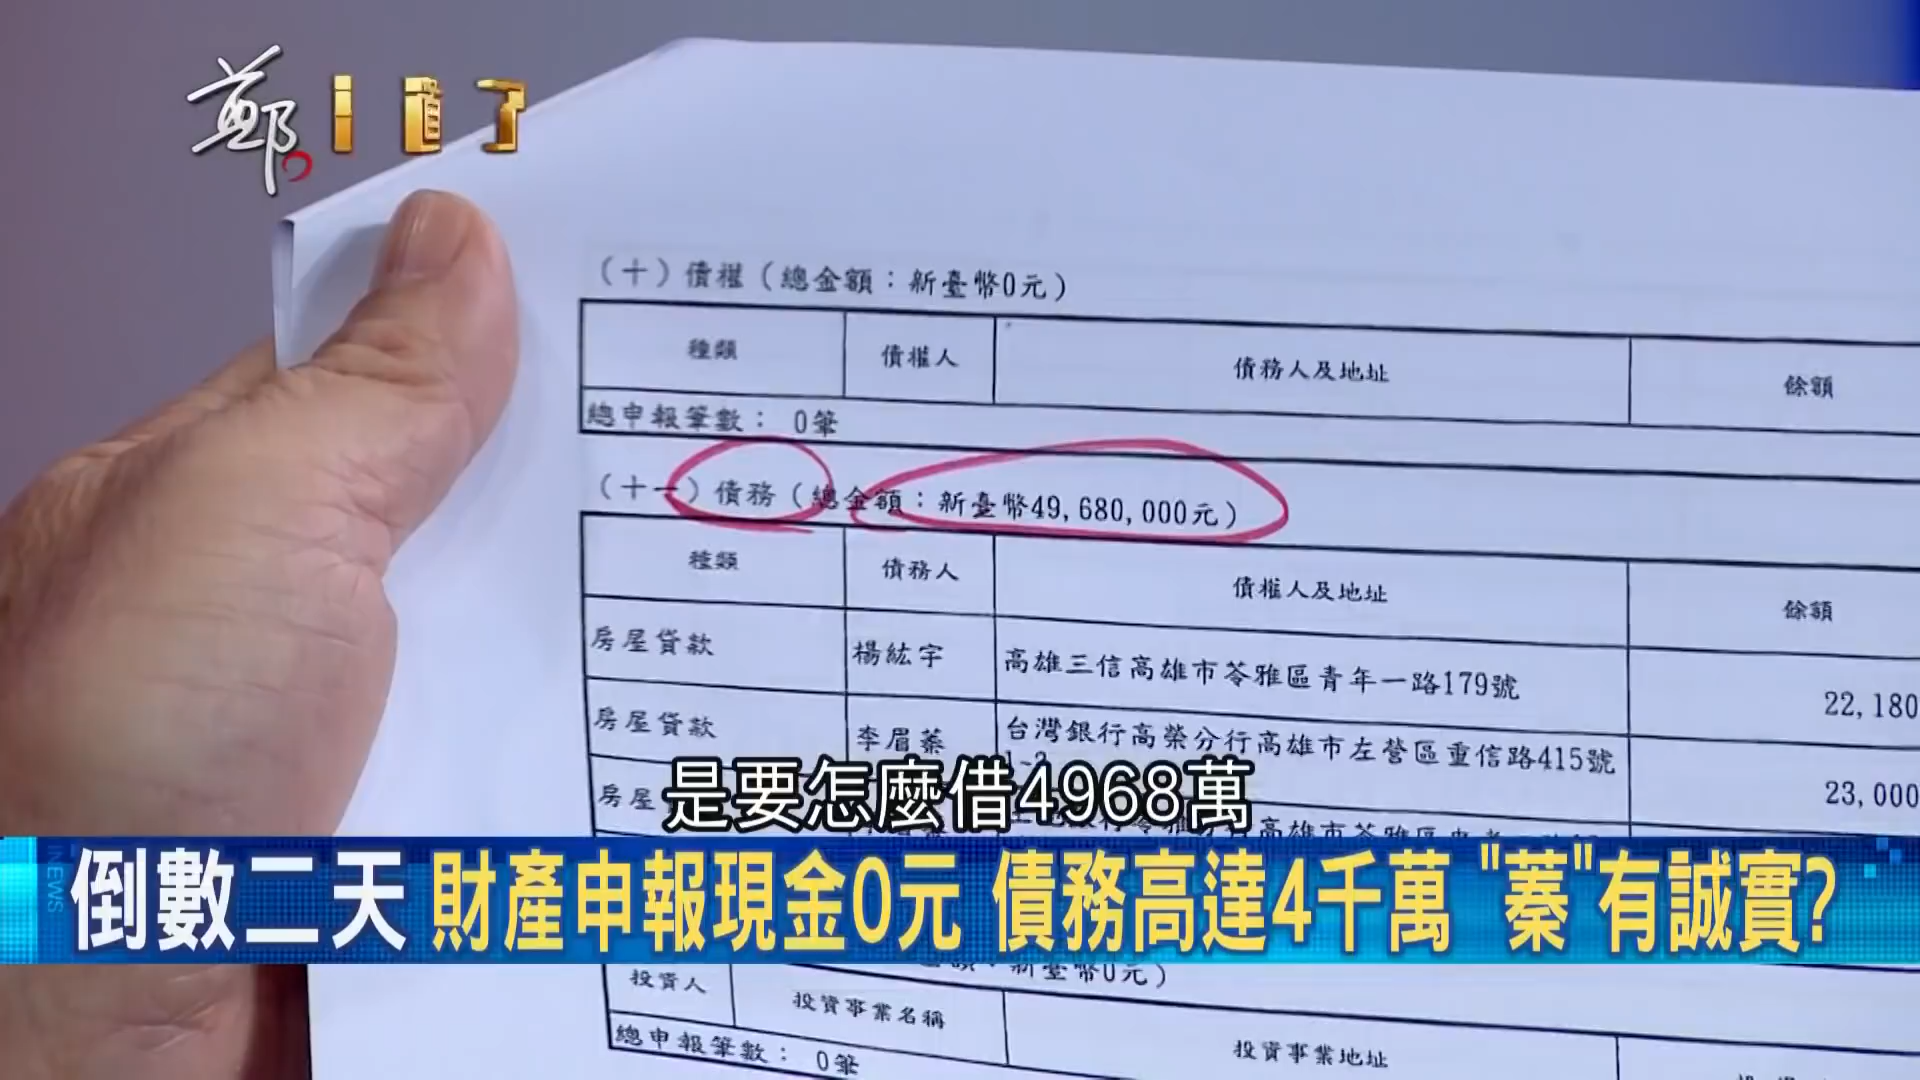 鄭
(十)債權(總金額:新臺幣0元)
種類 債權人 債務人及地址 餘額
總申報筆數: 0筆
(十一)債務(總金額:新臺幣49,680,000元)
種類 債務人 債權人及地址 餘額
房屋貸款 楊紘宇 高雄三信高雄市苓雅區青年一路179號 22,180
房屋貸款 李眉蓁 台灣銀行高榮分行高雄市左營區重信路415號 23,000
房屋
是要怎麼借4968萬
NEWS
倒數二天 財產申報現金0元 債務高達4千萬 "蓁"有誠實?
新臺幣0元)
投資人 投資事業名稱 投資事業地址
總申報筆數: 0筆